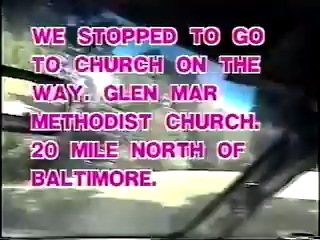 WE STOPPED TO GO
TO CHURCH ON THE
WAY. GLEN MAR
METHODIST CHURCH.
20 MILE NORTH OF
BALTIMORE.